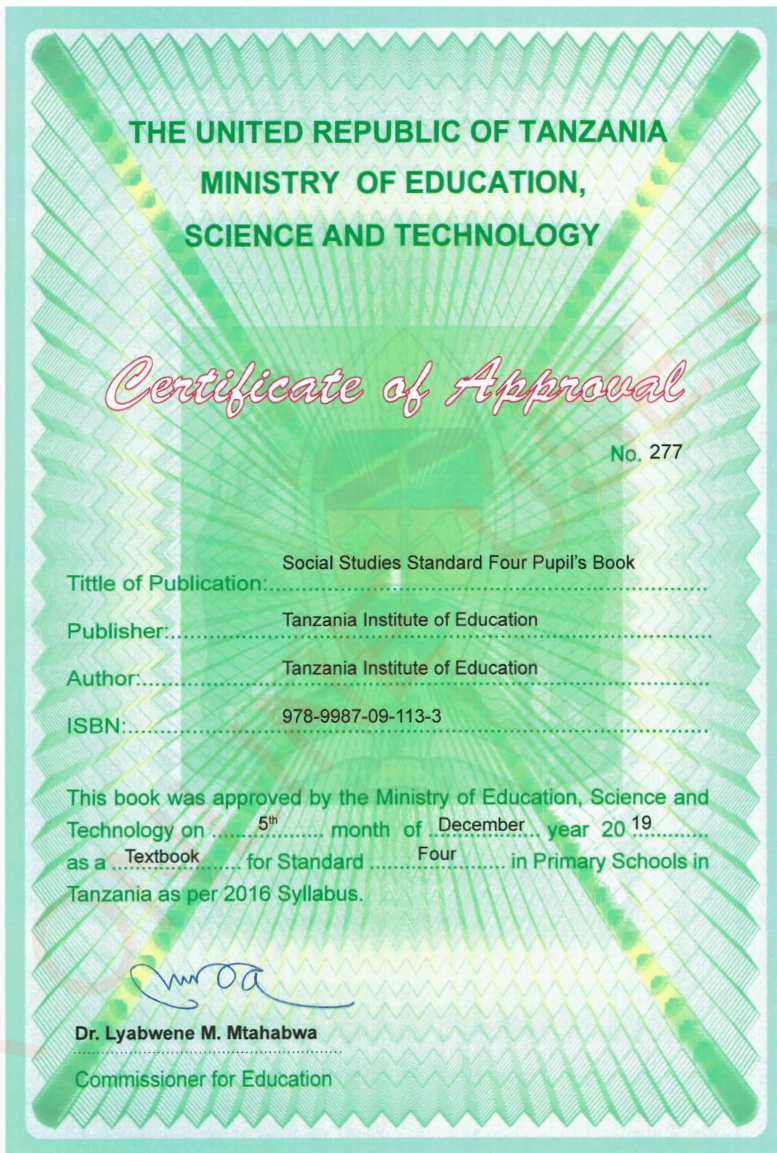 THE UNITED REPUBLIC OF TANZANIA
MINISTRY OF EDUCATION,
SCIENCE AND TECHNOLOGY
Certificate of Approval
No. 277
Tittle of Publication: Social Studies Standard Four Pupil's Book
Publisher: Tanzania Institute of Education
Author: Tanzania Institute of Education
ISBN: 978-9987-09-113-3
This book was approved by the Ministry of Education, Science and
Technology on 5th month of December year 20 19
as a Textbook for Standard Four in Primary Schools in
Tanzania as per 2016 Syllabus.
Dr. Lyabwene M. Mtahabwa
Commissioner for Education